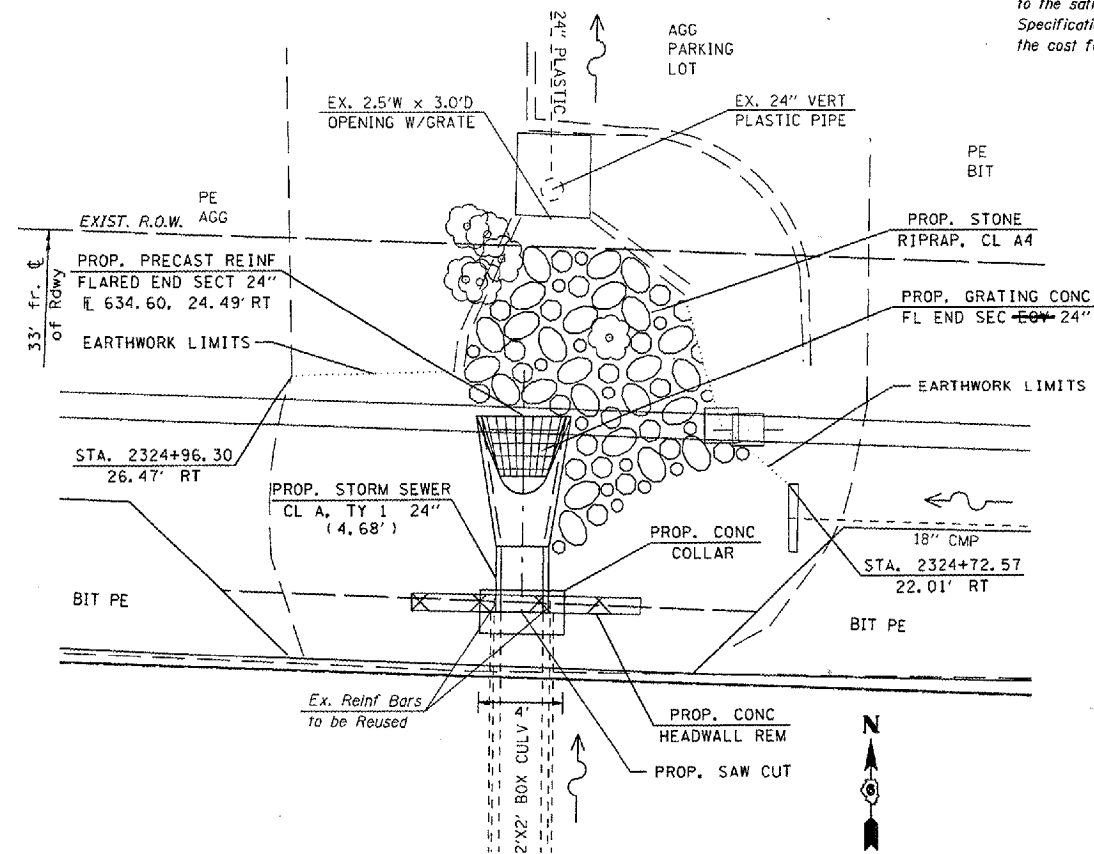 to the sati
Specificatio
the cost f
24" PLASTIC
AGG
PARKING
LOT
EX. 2.5'W x 3.0'D
OPENING W/GRATE
EX. 24" VERT
PLASTIC PIPE
PE
BIT
PE
AGG
EXIST. R.O.W.
PROP. STONE
RIPRAP, CL A4
33' fr. ℄
of Rdwy
PROP. PRECAST REINF
FLARED END SECT 24"
634.60, 24.49' RT
PROP. GRATING CONC
FL END SEC EQV 24"
EARTHWORK LIMITS
EARTHWORK LIMITS
STA. 2324+96.30
26.47' RT
PROP. STORM SEWER
CL A, TY 1 24"
(4.68')
PROP. CONC
COLLAR
18" CMP
STA. 2324+72.57
22.01' RT
BIT PE
BIT PE
Ex. Reinf Bars
to be Reused
4'
PROP. CONC
HEADWALL REM
PROP. SAW CUT
2'X2' BOX CULV
N